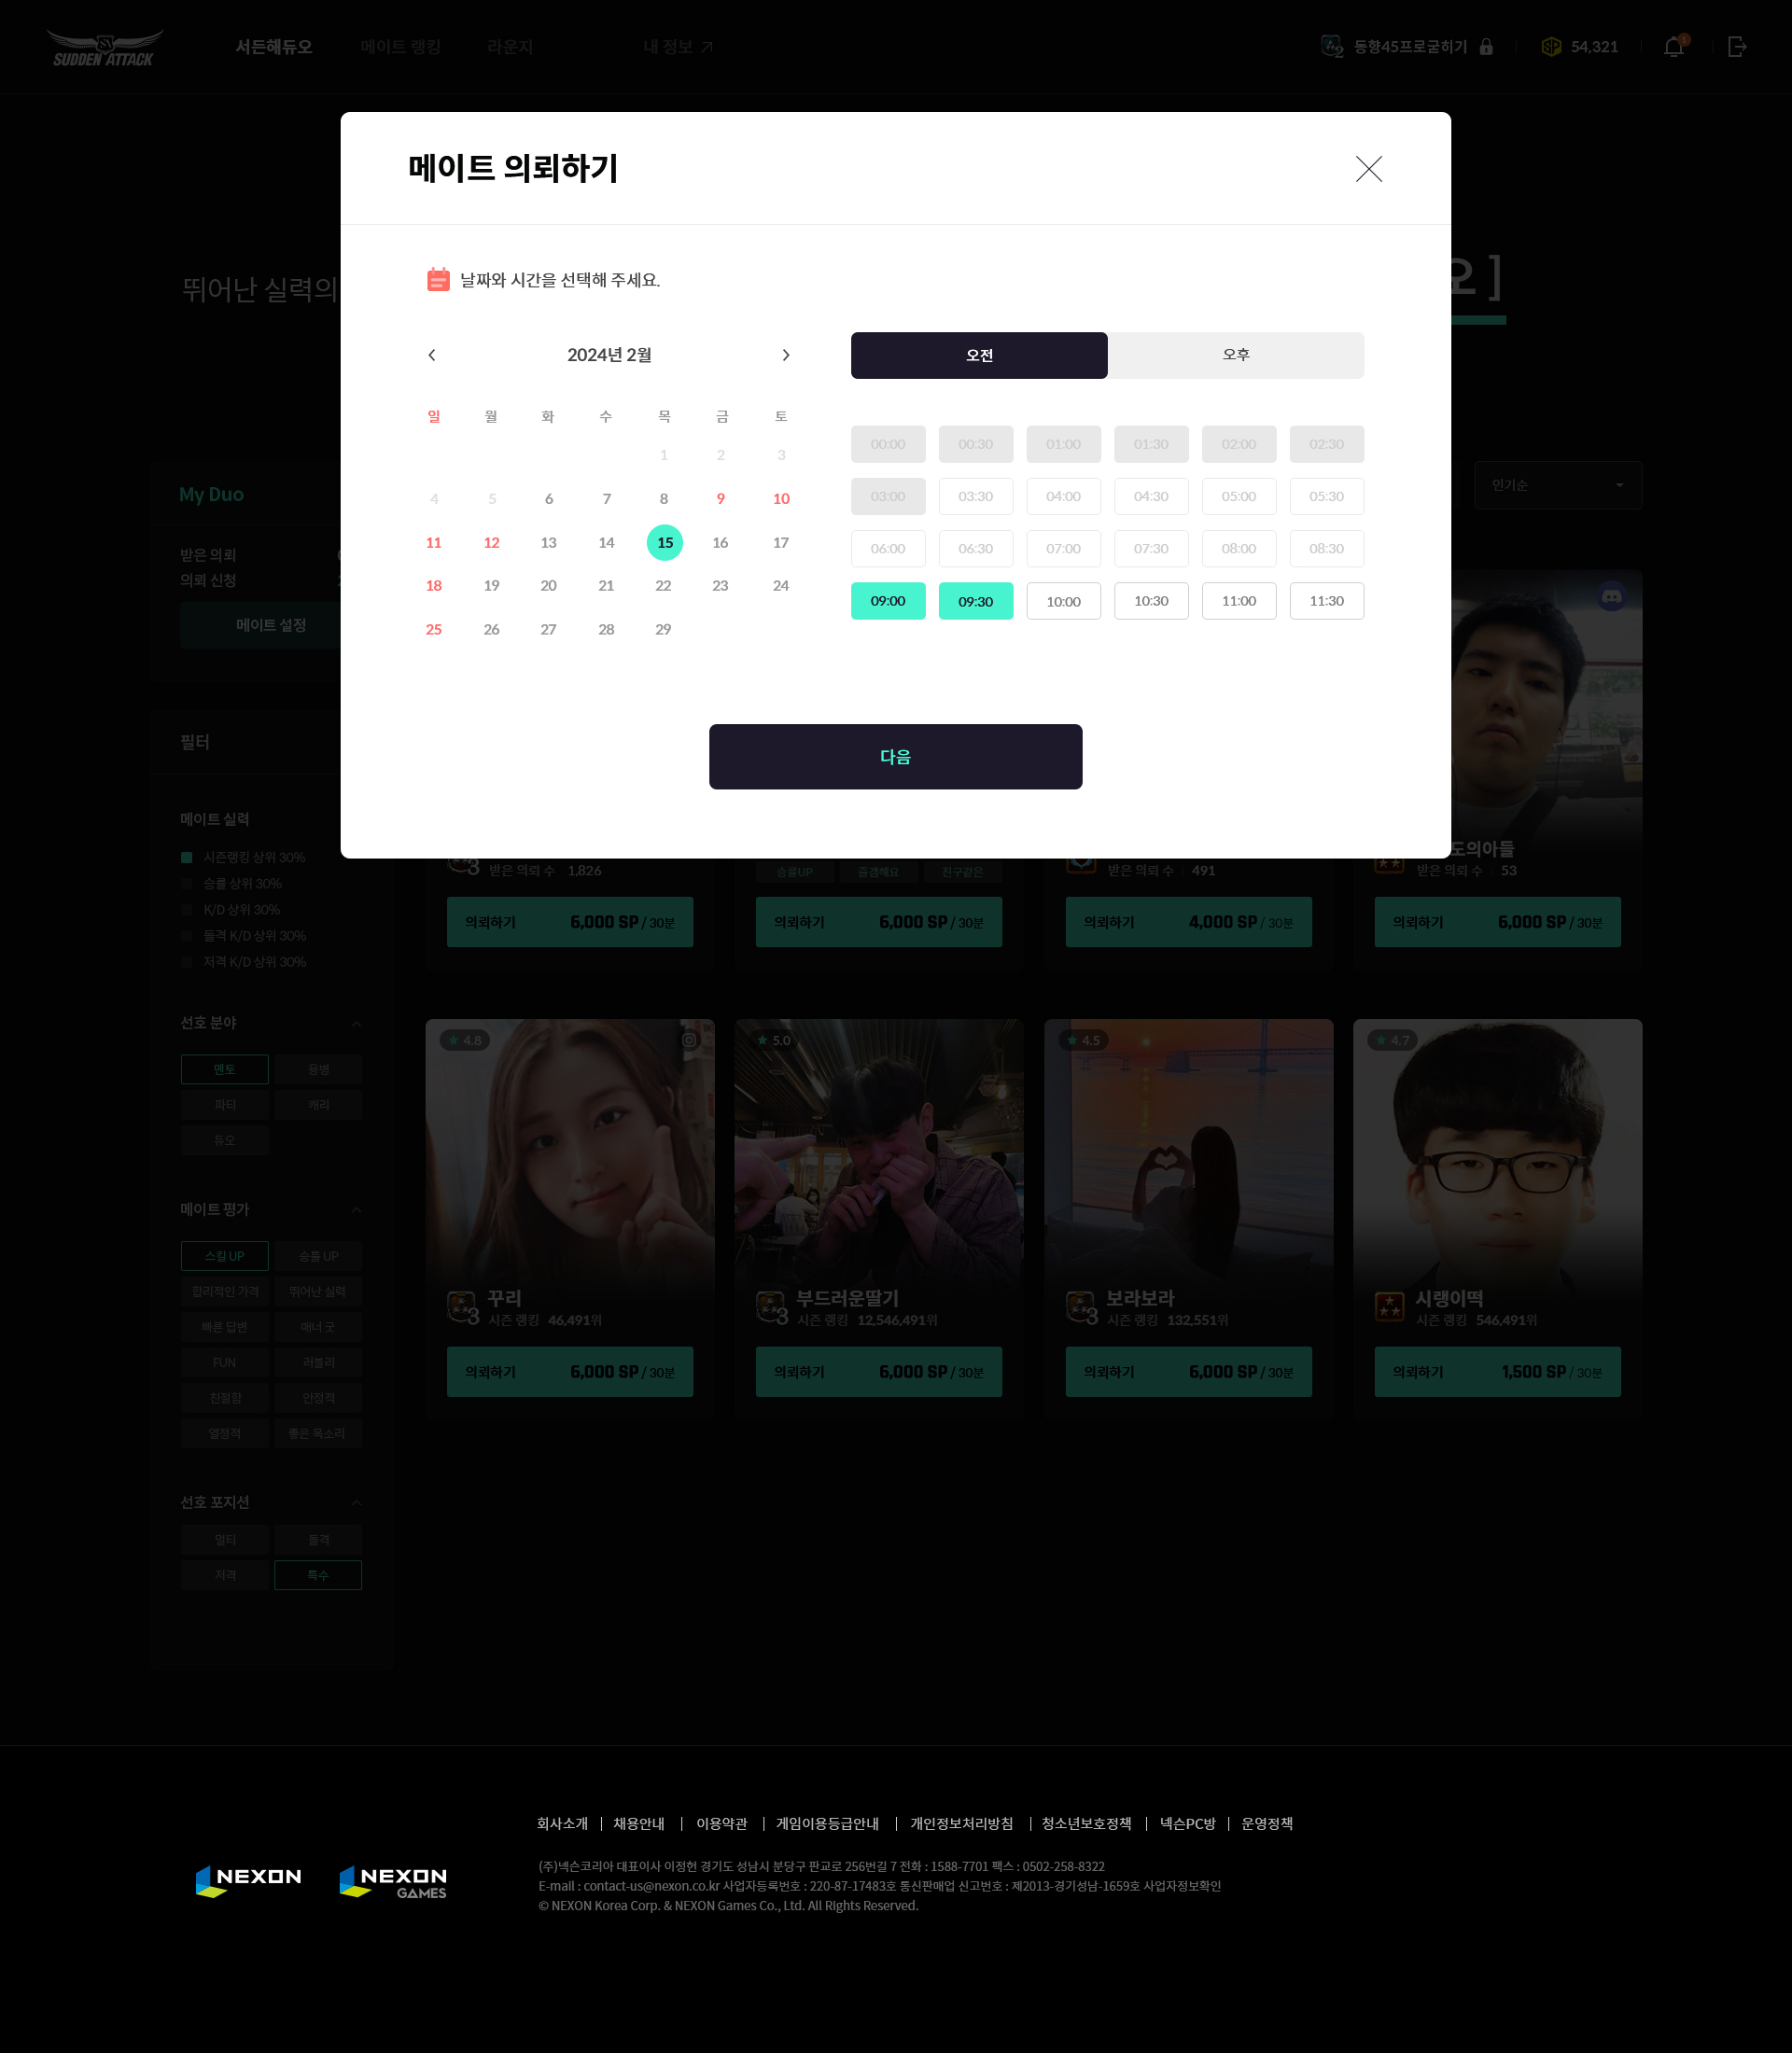 SUDDEN ATTACK
서든해듀오 메이트 랭킹 라운지 내 정보
2 동향45프로굳히기 54,321 1
메이트 의뢰하기
뛰어난 실력의
오 ]
날짜와 시간을 선택해 주세요.
2024년 2월
오전 오후
일 월 화 수 목 금 토
1 2 3
4 5 6 7 8 9 10
11 12 13 14 15 16 17
18 19 20 21 22 23 24
25 26 27 28 29
00:00 00:30 01:00 01:30 02:00 02:30
03:00 03:30 04:00 04:30 05:00 05:30
06:00 06:30 07:00 07:30 08:00 08:30
09:00 09:30 10:00 10:30 11:00 11:30
다음
My Duo
받은 의뢰
의뢰 신청
메이트 설정
인기순
필터
메이트 실력
시즌랭킹 상위 30%
승률 상위 30%
K/D 상위 30%
돌격 K/D 상위 30%
저격 K/D 상위 30%
선호 분야
멘토 용병
파티 캐리
듀오
메이트 평가
스킬 UP 승률 UP
합리적인 가격 뛰어난 실력
빠른 답변 매너 굿
FUN 러블리
친절함 안정적
열정적 좋은 목소리
선호 포지션
멀티 돌격
저격 특수
3 받은 의뢰 수 1,826
의뢰하기 6,000 SP / 30분
승률UP 즐겜해요 친구같은
의뢰하기 6,000 SP / 30분
받은 의뢰 수 491
의뢰하기 4,000 SP / 30분
도의아들
받은 의뢰 수 53
의뢰하기 6,000 SP / 30분
4.8
3 꾸리
시즌 랭킹 46,491위
의뢰하기 6,000 SP / 30분
5.0
3 부드러운딸기
시즌 랭킹 12,546,491위
의뢰하기 6,000 SP / 30분
4.5
3 보라보라
시즌 랭킹 132,551위
의뢰하기 6,000 SP / 30분
4.7
시랭이떡
시즌 랭킹 546,491위
의뢰하기 1,500 SP / 30분
회사소개 채용안내 이용약관 게임이용등급안내 개인정보처리방침 청소년보호정책 넥슨PC방 운영정책
NEXON
NEXON GAMES
(주)넥슨코리아 대표이사 이정헌 경기도 성남시 분당구 판교로 256번길 7 전화 : 1588-7701 팩스 : 0502-258-8322
E-mail : contact-us@nexon.co.kr 사업자등록번호 : 220-87-17483호 통신판매업 신고번호 : 제2013-경기성남-1659호 사업자정보확인
© NEXON Korea Corp. & NEXON Games Co., Ltd. All Rights Reserved.